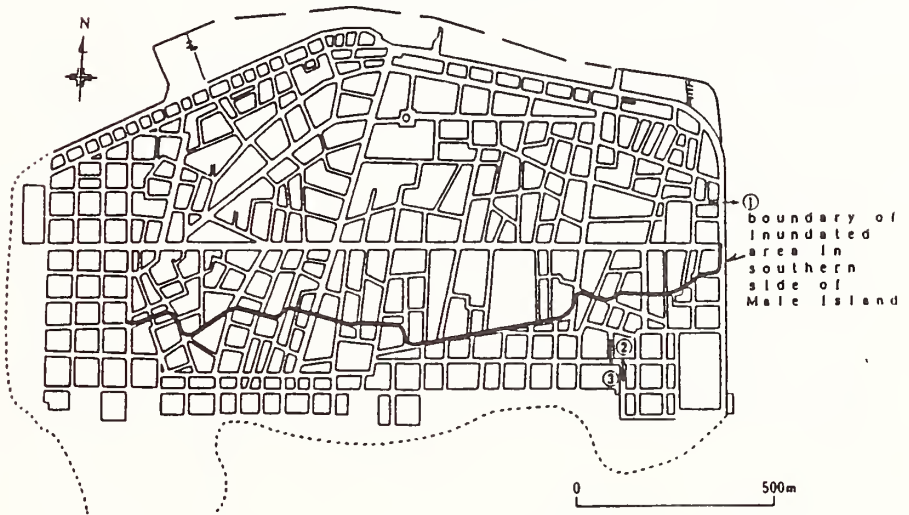 N
①
boundary of
inundated
area in
southern
side of
Male Island
②
③
0 500m